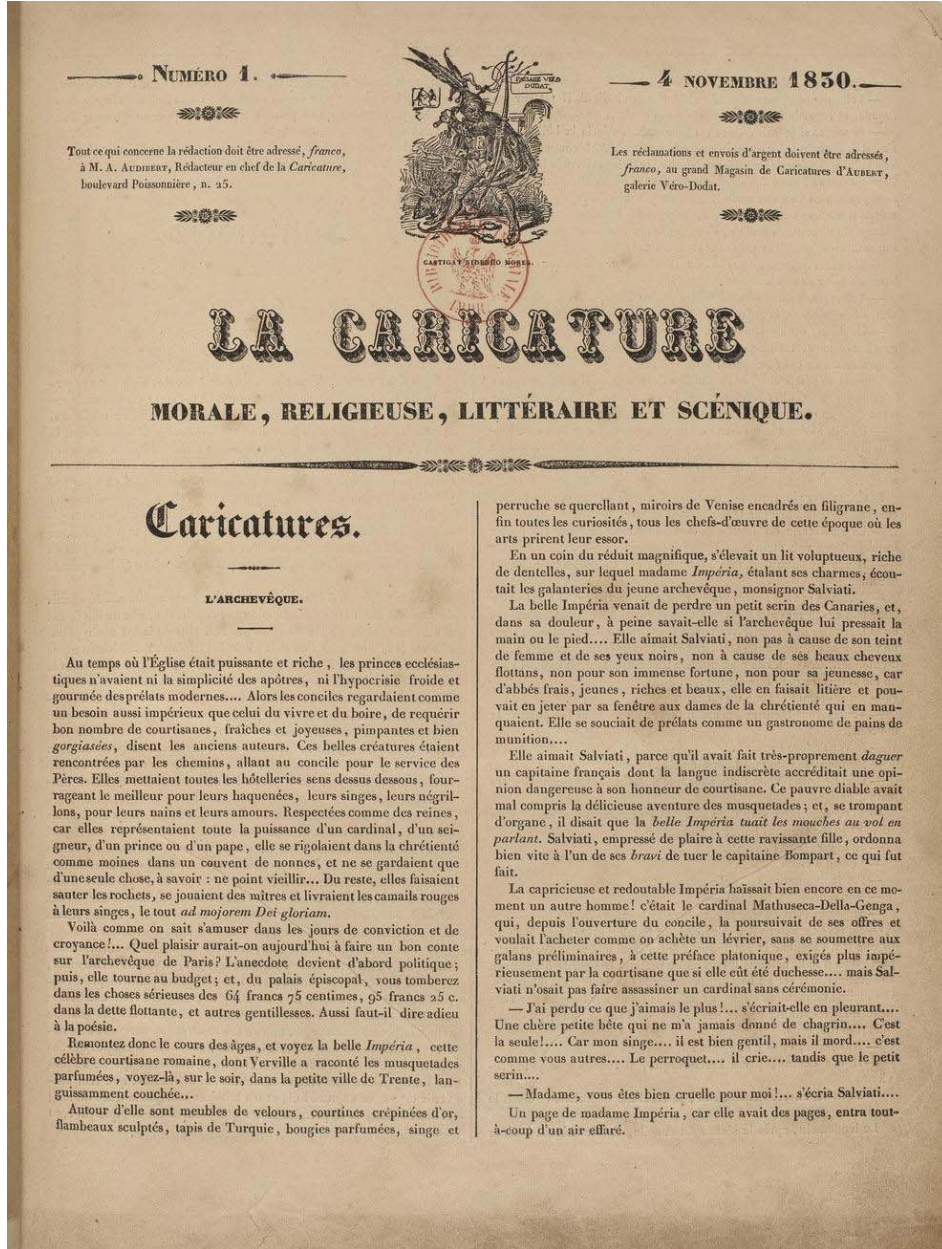 NUMÉRO 1.
4 NOVEMBRE 1830.
Tout ce qui concerne la rédaction doit être adressé, franco,
à M. A. AUDIBERT, Rédacteur en chef de la Caricature,
boulevard Poissonnière, n. 25.
PASSAGE VÉRO
DODAT.
Les réclamations et envois d'argent doivent être adressés,
franco, au grand Magasin de Caricatures d'AUBERT,
galerie Véro-Dodat.
CASTIGAT RIDENDO MORES.
LA CARICATURE
MORALE, RELIGIEUSE, LITTÉRAIRE ET SCÉNIQUE.
Caricatures.
L'ARCHEVÊQUE.
Au temps où l'Église était puissante et riche, les princes ecclésias-
tiques n'avaient ni la simplicité des apôtres, ni l'hypocrisie froide et
gourmée des prélats modernes.... Alors les conciles regardaient comme
un besoin aussi impérieux que celui du vivre et du boire, de requérir
bon nombre de courtisanes, fraîches et joyeuses, pimpantes et bien
gorgiasées, disent les anciens auteurs. Ces belles créatures étaient
rencontrées par les chemins, allant au concile pour le service des
Pères. Elles mettaient toutes les hôtelleries sens dessus dessous, four-
rageant le meilleur pour leurs haquenées, leurs singes, leurs négril-
lons, pour leurs nains et leurs amours. Respectées comme des reines,
car elles représentaient toute la puissance d'un cardinal, d'un sei-
gneur, d'un prince ou d'un pape, elle se rigolaient dans la chrétienté
comme moines dans un couvent de nonnes, et ne se gardaient que
d'une seule chose, à savoir : ne point vieillir... Du reste, elles faisaient
sauter les rochets, se jouaient des mîtres et livraient les camails rouges
à leurs singes, le tout ad majorem Dei gloriam.
Voilà comme on sait s'amuser dans les jours de conviction et de
croyance!... Quel plaisir aurait-on aujourd'hui à faire un bon conte
sur l'archevêque de Paris? L'anecdote devient d'abord politique;
puis, elle tourne au budget; et, du palais épiscopal, vous tomberez
dans les choses sérieuses des 64 francs 75 centimes, 95 francs 25 c.
dans la dette flottante, et autres gentillesses. Aussi faut-il dire adieu
à la poésie.
Remontez donc le cours des âges, et voyez la belle Impéria, cette
célèbre courtisane romaine, dont Verville a raconté les musquetades
parfumées, voyez-là, sur le soir, dans la petite ville de Trente, lan-
guissamment couchée...
Autour d'elle sont meubles de velours, courtines crépinées d'or,
flambeaux sculptés, tapis de Turquie, bougies parfumées, singe et
perruche se querellant, miroirs de Venise encadrés en filigrane, en-
fin toutes les curiosités, tous les chefs-d'œuvre de cette époque où les
arts prirent leur essor.
En un coin du réduit magnifique, s'élevait un lit voluptueux, riche
de dentelles, sur lequel madame Impéria, étalant ses charmes, écou-
tait les galanteries du jeune archevêque, monsignor Salviati.
La belle Impéria venait de perdre un petit serin des Canaries, et,
dans sa douleur, à peine savait-elle si l'archevêque lui pressait la
main ou le pied.... Elle aimait Salviati, non pas à cause de son teint
de femme et de ses yeux noirs, non à cause de ses beaux cheveux
flottans, non pour son immense fortune, non pour sa jeunesse, car
d'abbés frais, jeunes, riches et beaux, elle en faisait litière et pou-
vait en jeter par sa fenêtre aux dames de la chrétienté qui en man-
quaient. Elle se souciait de prélats comme un gastronome de pains de
munition....
Elle aimait Salviati, parce qu'il avait fait très-proprement daguer
un capitaine français dont la langue indiscrète accréditait une opi-
nion dangereuse à son honneur de courtisane. Ce pauvre diable avait
mal compris la délicieuse aventure des musquetades; et, se trompant
d'organe, il disait que la belle Impéria tuait les mouches au vol en
parlant. Salviati, empressé de plaire à cette ravissante fille, ordonna
bien vite à l'un de ses bravi de tuer le capitaine Bompart, ce qui fut
fait.
La capricieuse et redoutable Impéria haïssait bien encore en ce mo-
ment un autre homme! c'était le cardinal Mathuseca-Della-Genga,
qui, depuis l'ouverture du concile, la poursuivait de ses offres et
voulait l'acheter comme on achète un lévrier, sans se soumettre aux
galans préliminaires, à cette préface platonique, exigés plus impé-
rieusement par la courtisane que si elle eût été duchesse.... mais Sal-
viati n'osait pas faire assassiner un cardinal sans cérémonie.
— J'ai perdu ce que j'aimais le plus!... s'écriait-elle en pleurant....
Une chère petite bête qui ne m'a jamais donné de chagrin.... C'est
la seule!.... Car mon singe.... il est bien gentil, mais il mord.... c'est
comme vous autres.... Le perroquet.... il crie.... tandis que le petit
serin....
— Madame, vous êtes bien cruelle pour moi!... s'écria Salviati....
Un page de madame Impéria, car elle avait des pages, entra tout-
à-coup d'un air effaré.